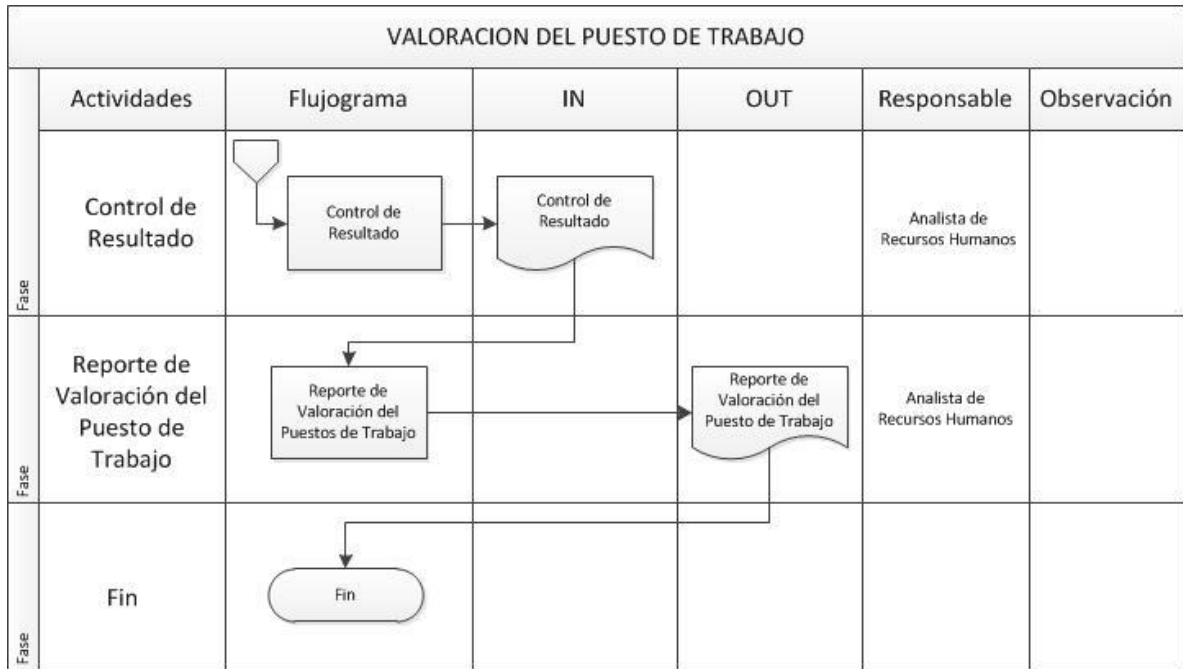 VALORACION DEL PUESTO DE TRABAJO
Actividades
Flujograma
IN
OUT
Responsable
Observación
Fase
Control de
Resultado
Control de
Resultado
Control de
Resultado
Analista de
Recursos Humanos
Fase
Reporte de
Valoración del
Puesto de
Trabajo
Reporte de
Valoración del
Puestos de Trabajo
Reporte de
Valoración del
Puesto de Trabajo
Analista de
Recursos Humanos
Fase
Fin
Fin